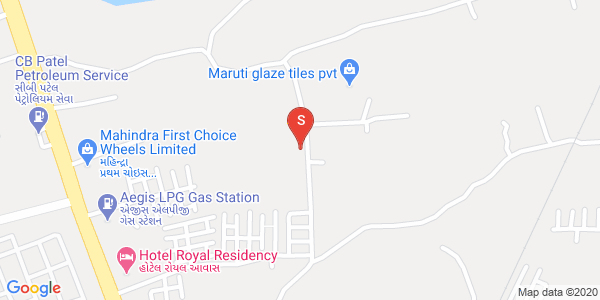 CB Patel
Petroleum Service
સીબી પટેલ
પેટ્રોલિયમ સેવા
Maruti glaze tiles pvt
S
Mahindra First Choice
Wheels Limited
મહિન્દ્રા
પ્રથમ ચોઇસ...
Aegis LPG Gas Station
એજીસ એલપીજી
ગેસ સ્ટેશન
Hotel Royal Residency
હોટેલ રોયલ આવાસ
Google
Map data ©2020